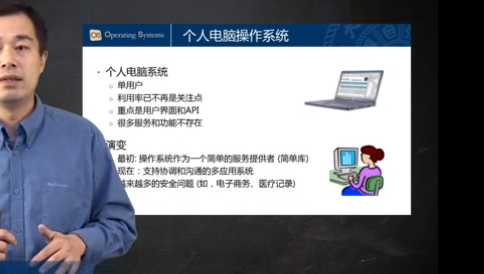 OS Operating Systems
个人电脑操作系统
· 个人电脑系统
单用户
利用率已不再是关注点
重点是用户界面和API
很多服务和功能不存在
演变
最初: 操作系统作为一个简单的服务提供者 (简单库)
现在：支持协调和沟通的多应用系统
越来越多的安全问题 (如，电子商务、医疗记录)